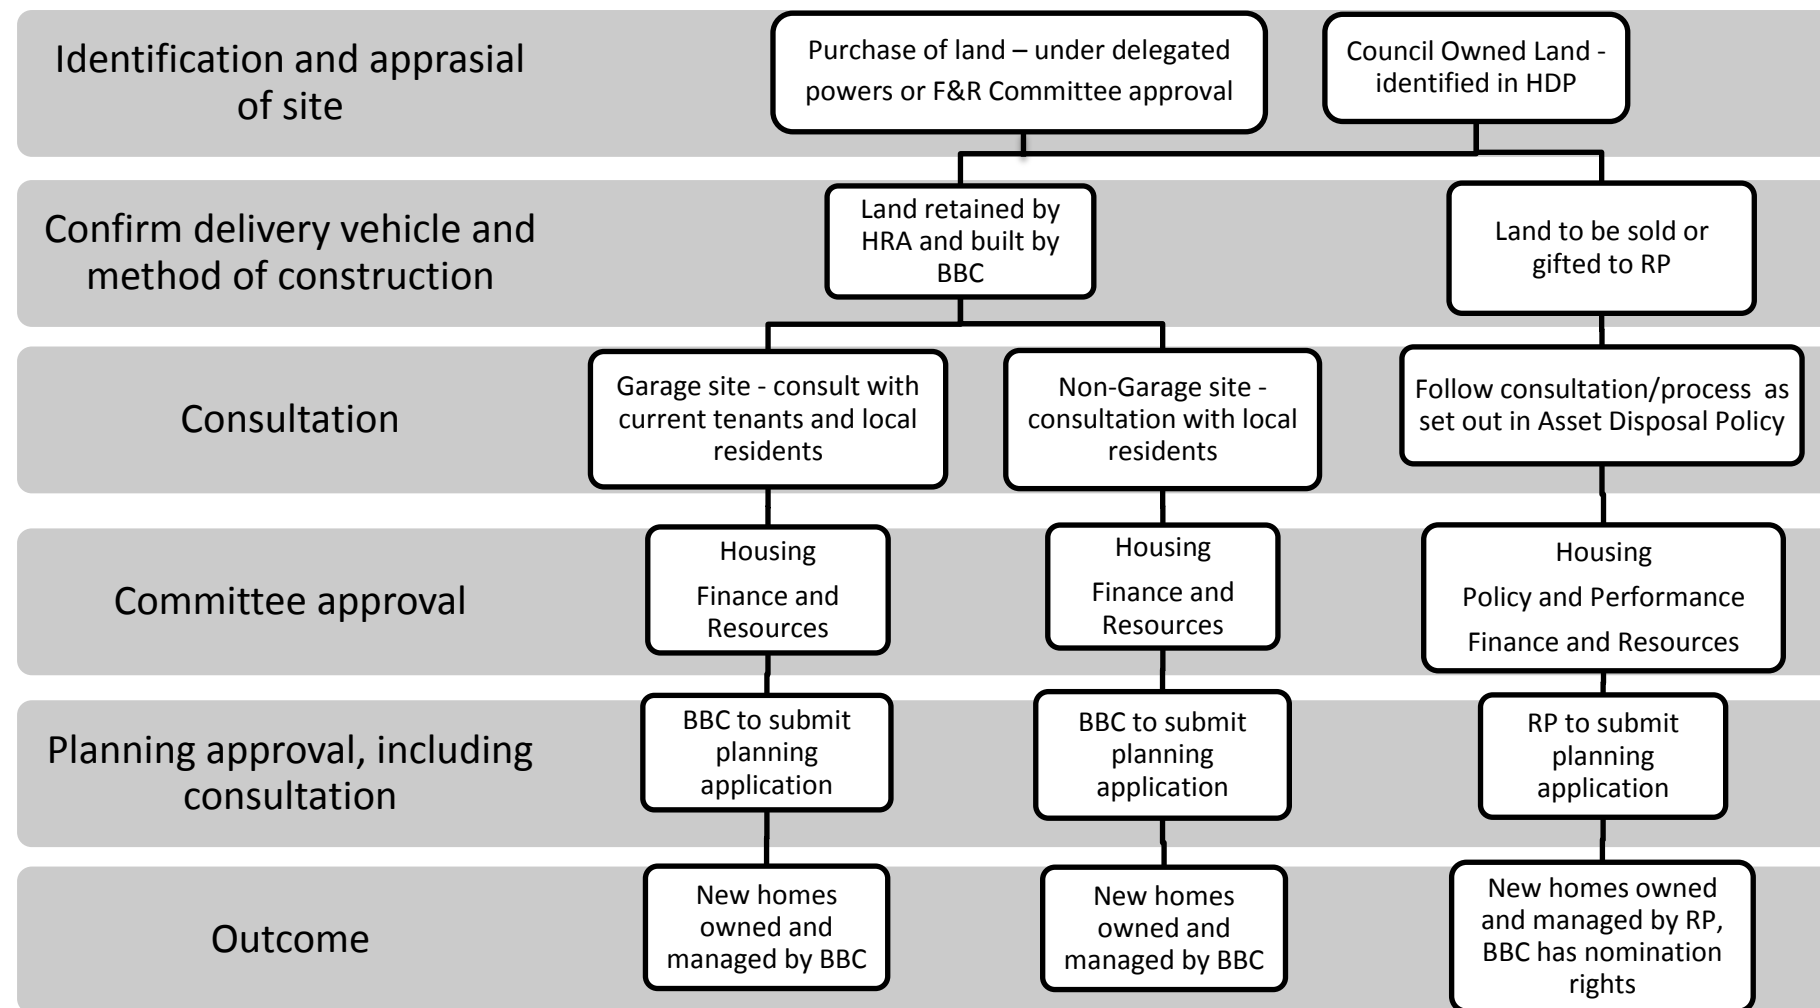 Identification and apprasial
of site
Purchase of land – under delegated
powers or F&R Committee approval
Council Owned Land -
identified in HDP
Confirm delivery vehicle and
method of construction
Land retained by
HRA and built by
BBC
Land to be sold or
gifted to RP
Consultation
Garage site - consult with
current tenants and local
residents
Non-Garage site -
consultation with local
residents
Follow consultation/process as
set out in Asset Disposal Policy
Committee approval
Housing
Finance and
Resources
Housing
Finance and
Resources
Housing
Policy and Performance
Finance and Resources
Planning approval, including
consultation
BBC to submit
planning
application
BBC to submit
planning
application
RP to submit
planning
application
Outcome
New homes
owned and
managed by BBC
New homes
owned and
managed by BBC
New homes owned
and managed by RP,
BBC has nomination
rights